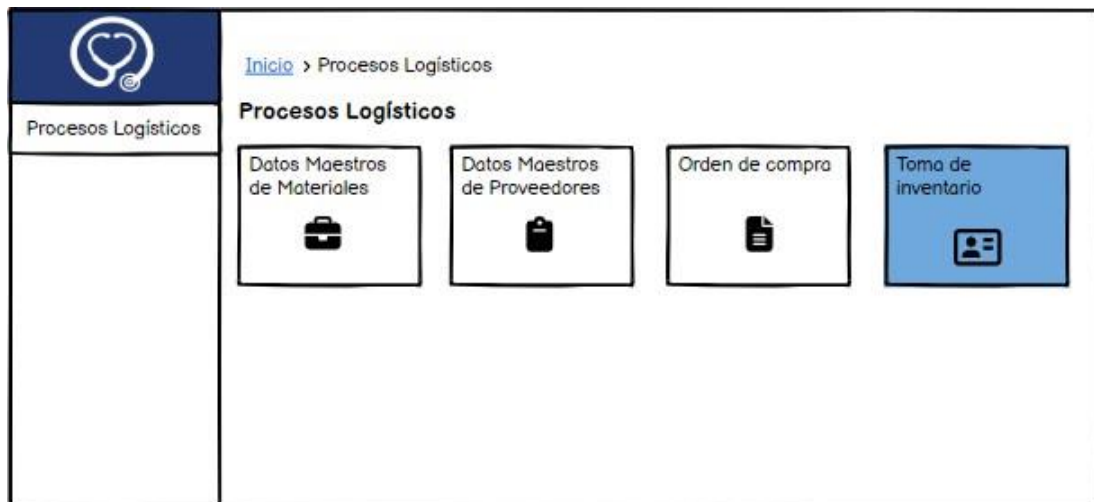 Inicio > Procesos Logísticos
Procesos Logísticos
Procesos Logísticos
Datos Maestros
de Materiales
Datos Maestros
de Proveedores
Orden de compra
Toma de
inventario